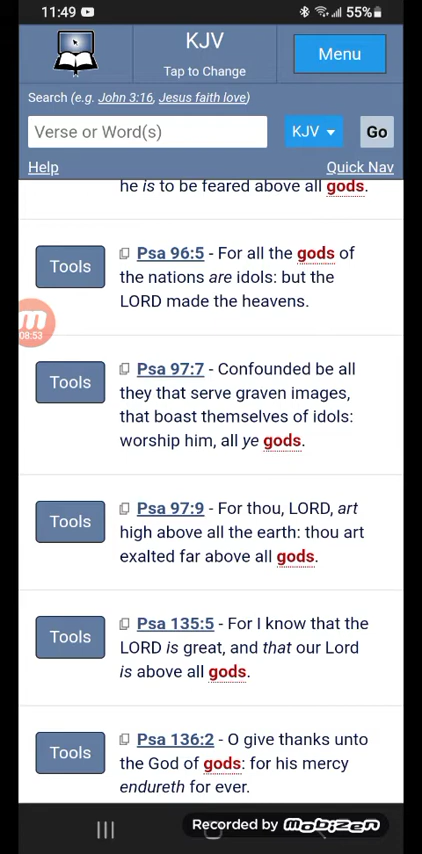 11:49
55%
KJV
Tap to Change
Menu
Search (e.g. John 3:16, Jesus faith love)
Verse or Word(s)
KJV
Go
Help
Quick Nav
he is to be feared above all gods.
Tools
Psa 96:5 - For all the gods of
the nations are idols: but the
LORD made the heavens.
08:53
Tools
Psa 97:7 - Confounded be all
they that serve graven images,
that boast themselves of idols:
worship him, all ye gods.
Tools
Psa 97:9 - For thou, LORD, art
high above all the earth: thou art
exalted far above all gods.
Tools
Psa 135:5 - For I know that the
LORD is great, and that our Lord
is above all gods.
Tools
Psa 136:2 - O give thanks unto
the God of gods: for his mercy
endureth for ever.
Recorded by mobizen